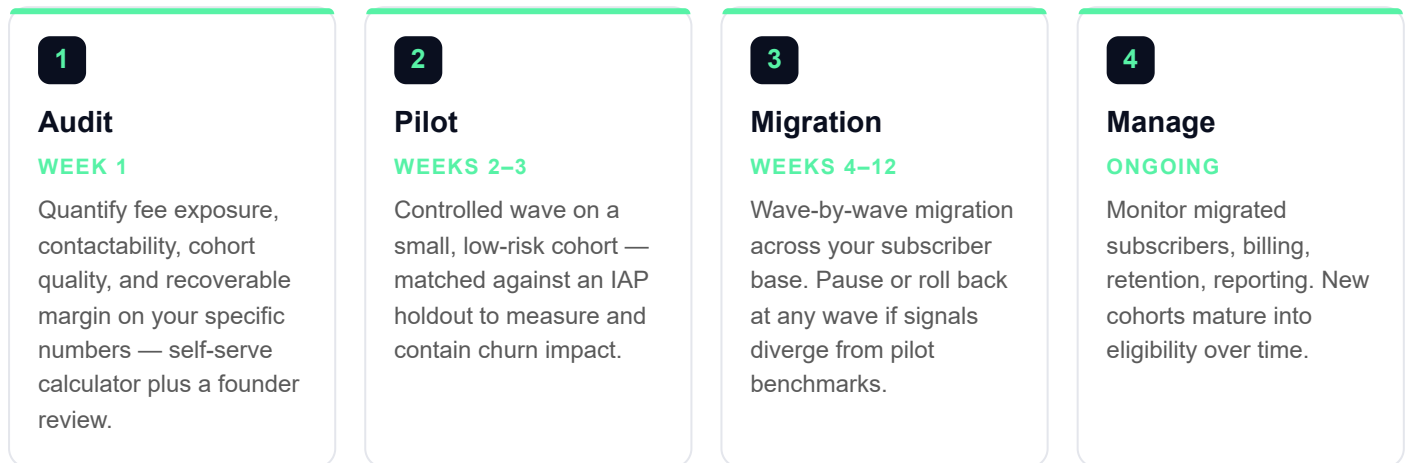 1
Audit
WEEK 1
Quantify fee exposure,
contactability, cohort
quality, and recoverable
margin on your specific
numbers — self-serve
calculator plus a founder
review.
2
Pilot
WEEKS 2–3
Controlled wave on a
small, low-risk cohort —
matched against an IAP
holdout to measure and
contain churn impact.
3
Migration
WEEKS 4–12
Wave-by-wave migration
across your subscriber
base. Pause or roll back
at any wave if signals
diverge from pilot
benchmarks.
4
Manage
ONGOING
Monitor migrated
subscribers, billing,
retention, reporting. New
cohorts mature into
eligibility over time.